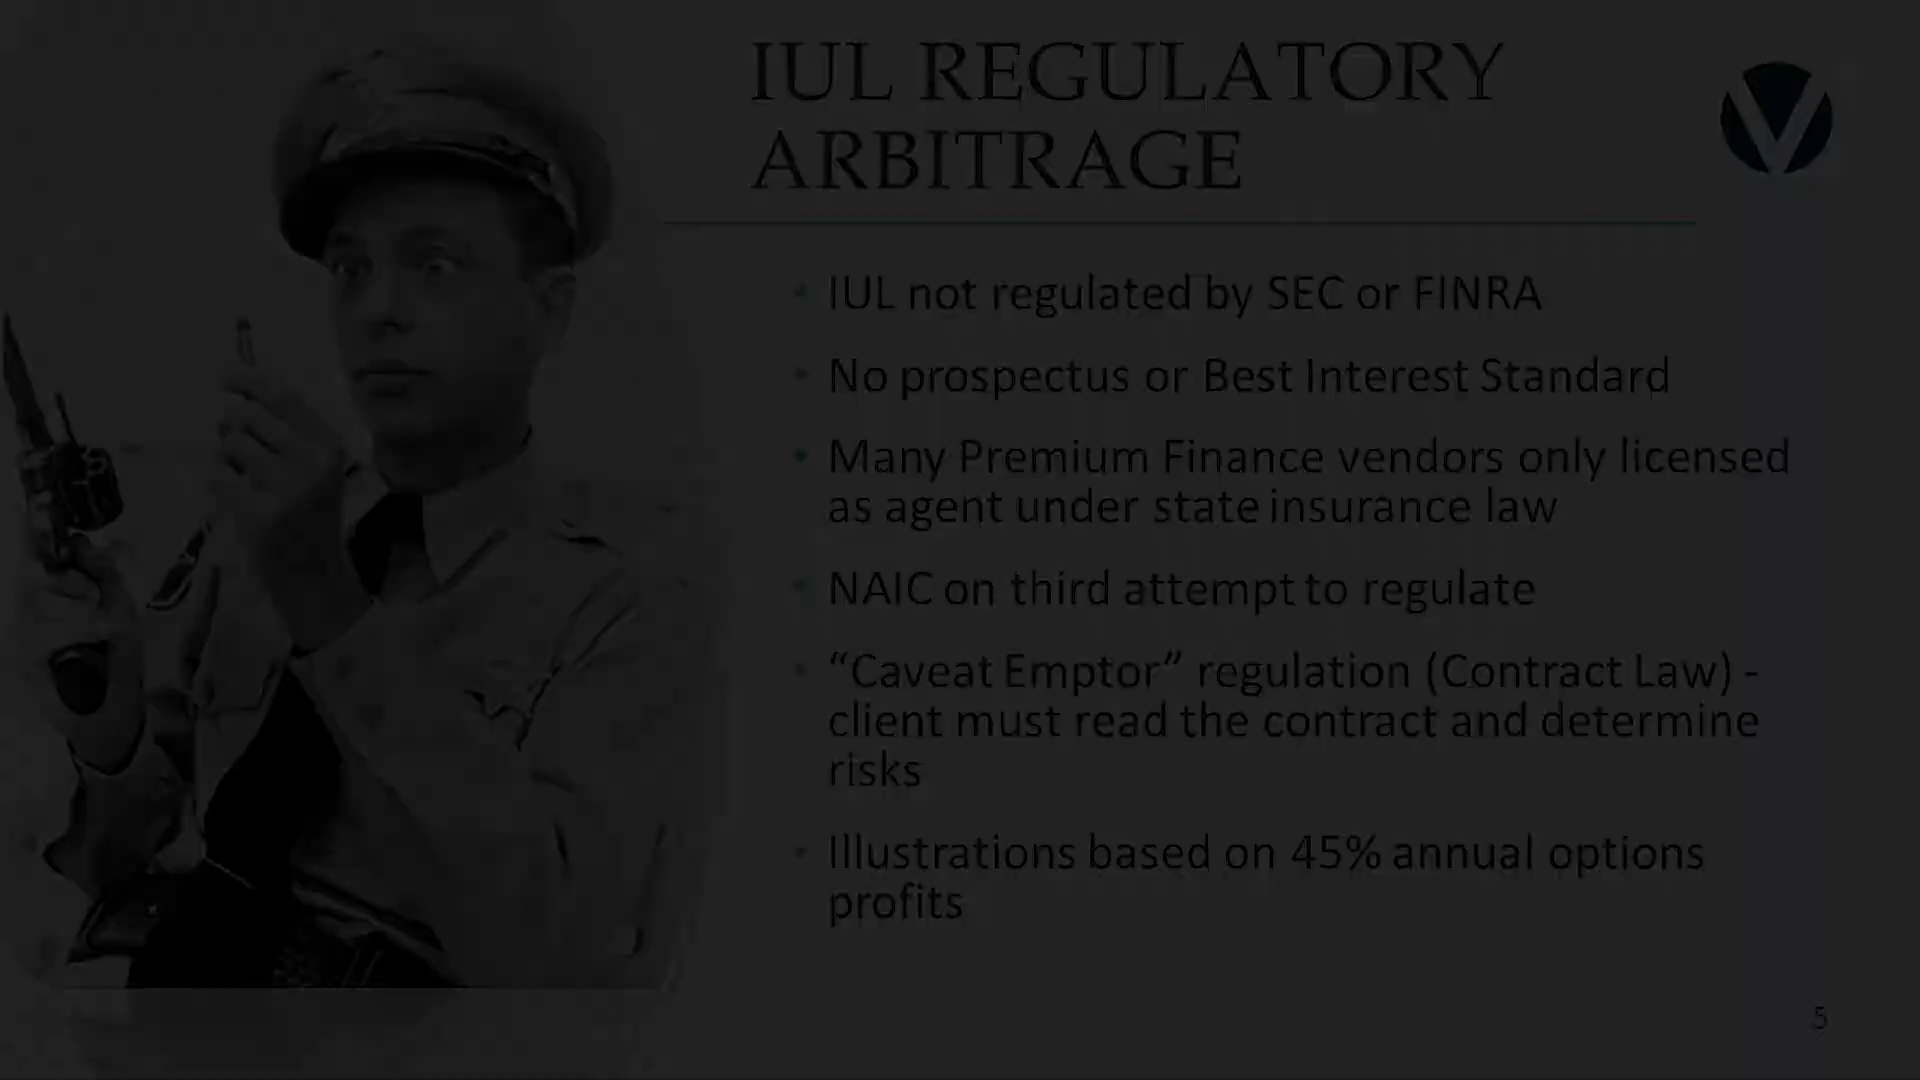 IUL REGULATORY
ARBITRAGE
• IUL not regulated by SEC or FINRA
• No prospectus or Best Interest Standard
• Many Premium Finance vendors only licensed
as agent under state insurance law
• NAIC on third attempt to regulate
• “Caveat Emptor” regulation (Contract Law) -
client must read the contract and determine
risks
• Illustrations based on 45% annual options
profits
5